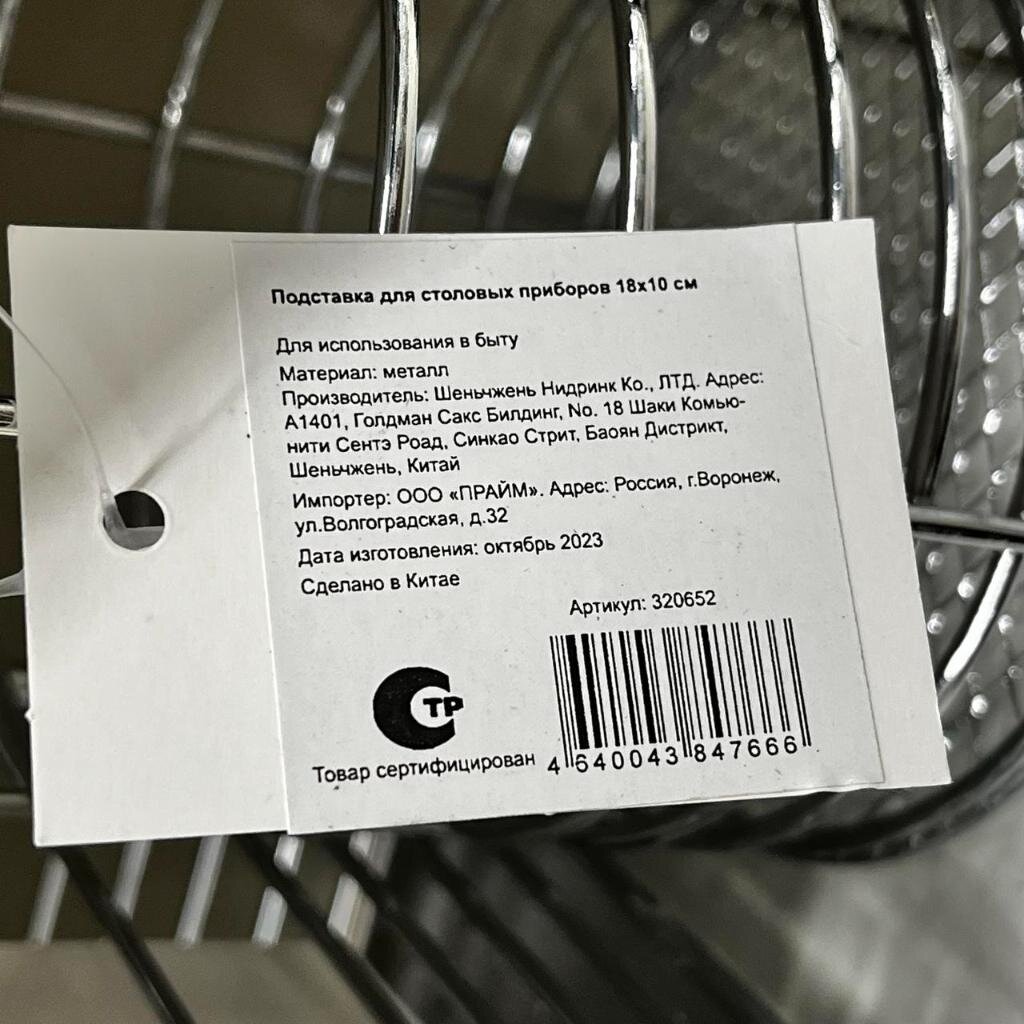 Подставка для столовых приборов 18х10 см
Для использования в быту
Материал: металл
Производитель: Шеньчжень Нидринк Ко., ЛТД. Адрес:
А1401, Голдман Сакс Билдинг, No. 18 Шаки Комью-
нити Сентэ Роад, Синкао Стрит, Баоян Дистрикт,
Шеньчжень, Китай
Импортер: ООО «ПРАЙМ». Адрес: Россия, г.Воронеж,
ул.Волгоградская, д.32
Дата изготовления: октябрь 2023
Сделано в Китае
Артикул: 320652
СТР
Товар сертифицирован
4 640043 847666